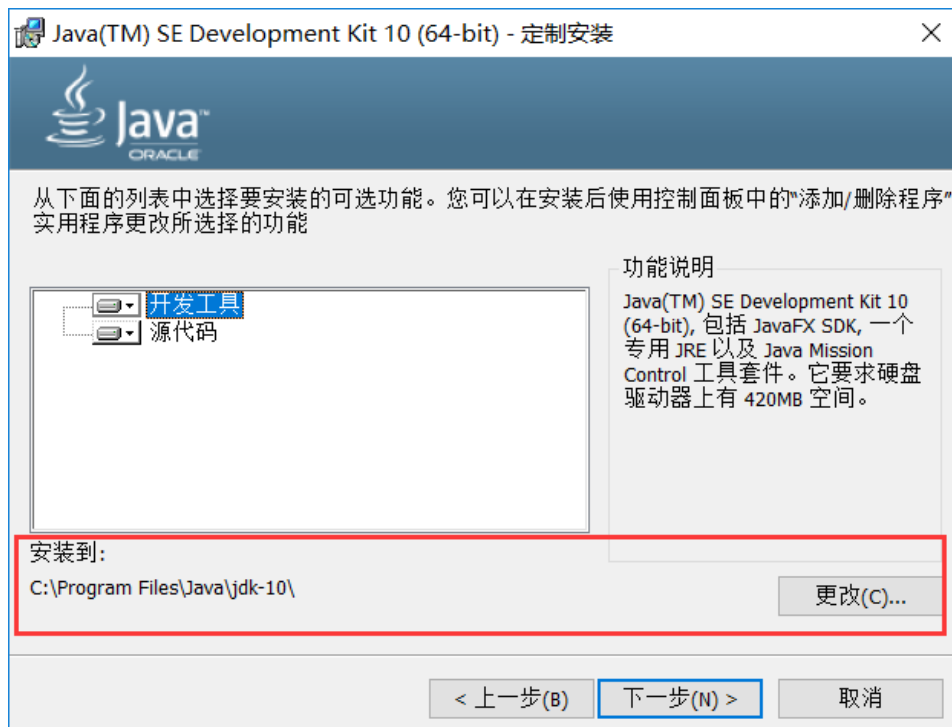 Java(TM) SE Development Kit 10 (64-bit) - 定制安装
Java™
ORACLE
从下面的列表中选择要安装的可选功能。您可以在安装后使用控制面板中的“添加/删除程序”
实用程序更改所选择的功能
开发工具
源代码
功能说明
Java(TM) SE Development Kit 10
(64-bit), 包括 JavaFX SDK, 一个
专用 JRE 以及 Java Mission
Control 工具套件。它要求硬盘
驱动器上有 420MB 空间。
安装到:
C:\Program Files\Java\jdk-10\
更改(C)...
< 上一步(B)
下一步(N) >
取消